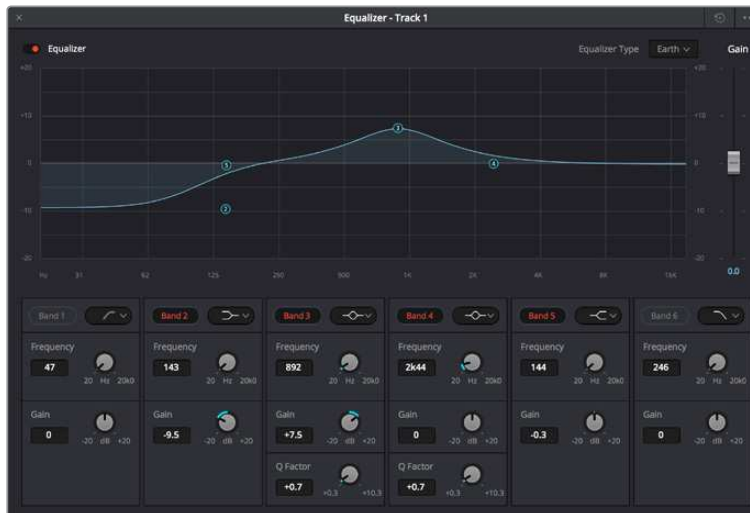 Equalizer - Track 1
Equalizer Equalizer Type Earth Gain
+20 +20
+10 +10
0 0
-10 -10
-20 -20
Hz 31 62 125 250 500 1K 2K 4K 8K 16K 0.0
1 2 3 4 5
Band 1 Band 2 Band 3 Band 4 Band 5 Band 6
Frequency Frequency Frequency Frequency Frequency Frequency
47 143 892 2k44 144 246
20 Hz 20k0 20 Hz 20k0 20 Hz 20k0 20 Hz 20k0 20 Hz 20k0 20 Hz 20k0
Gain Gain Gain Gain Gain Gain
0 -9.5 +7.5 0 -0.3 0
-20 dB +20 -20 dB +20 -20 dB +20 -20 dB +20 -20 dB +20 -20 dB +20
Q Factor Q Factor
+0.7 +0.7
+0.3 +10.3 +0.3 +10.3